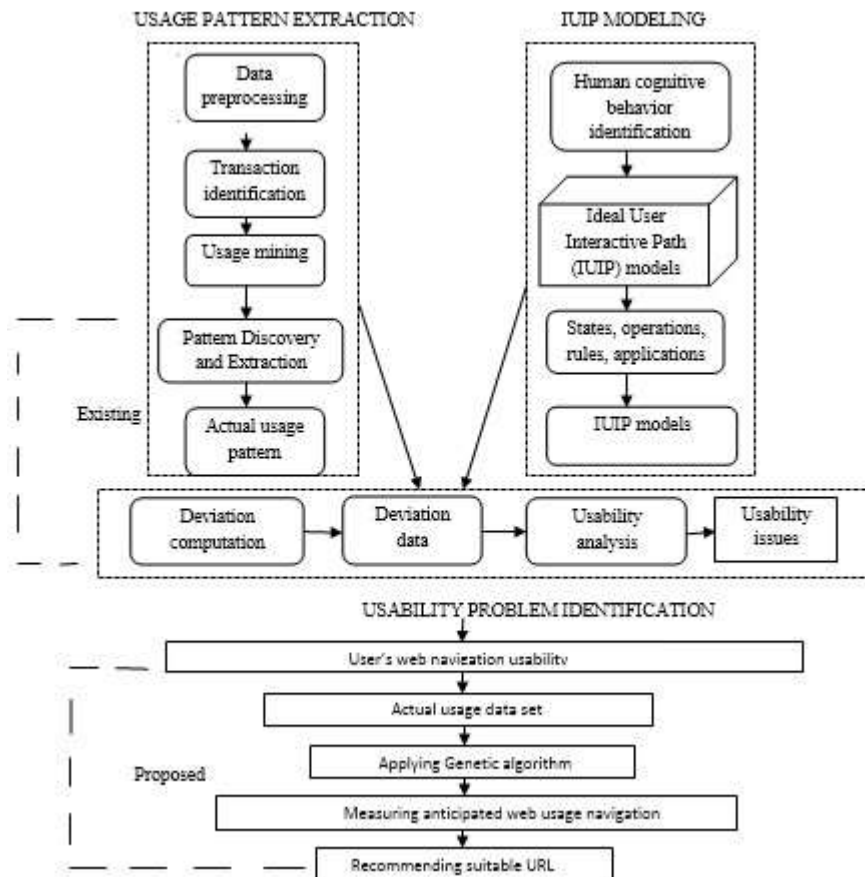 USAGE PATTERN EXTRACTION
Data
preprocessing
Transaction
identification
Usage mining
Pattern Discovery
and Extraction
Actual usage
pattern
IUIP MODELING
Human cognitive
behavior
identification
Ideal User
Interactive Path
(IUIP) models
States, operations,
rules, applications
IUIP models
Existing
Deviation
computation
Deviation
data
Usability
analysis
Usability
issues
USABILITY PROBLEM IDENTIFICATION
User's web navigation usability
Actual usage data set
Applying Genetic algorithm
Proposed
Measuring anticipated web usage navigation
Recommending suitable URL